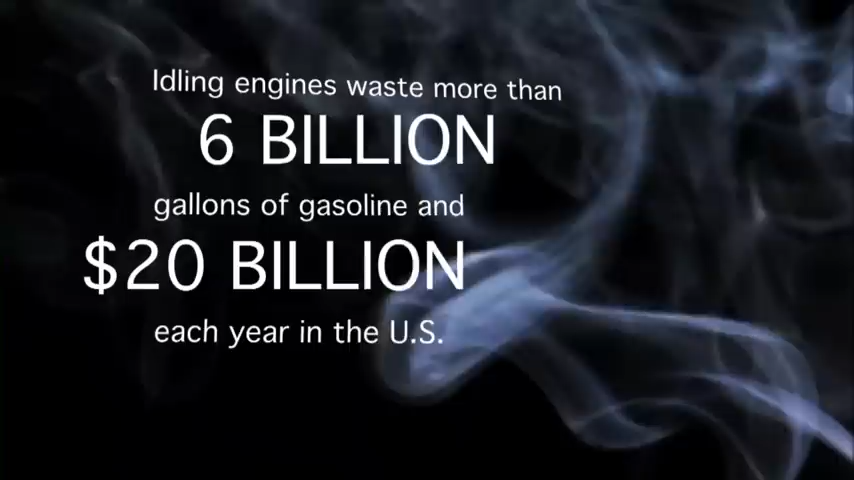 Idling engines waste more than
6 BILLION
gallons of gasoline and
$20 BILLION
each year in the U.S.